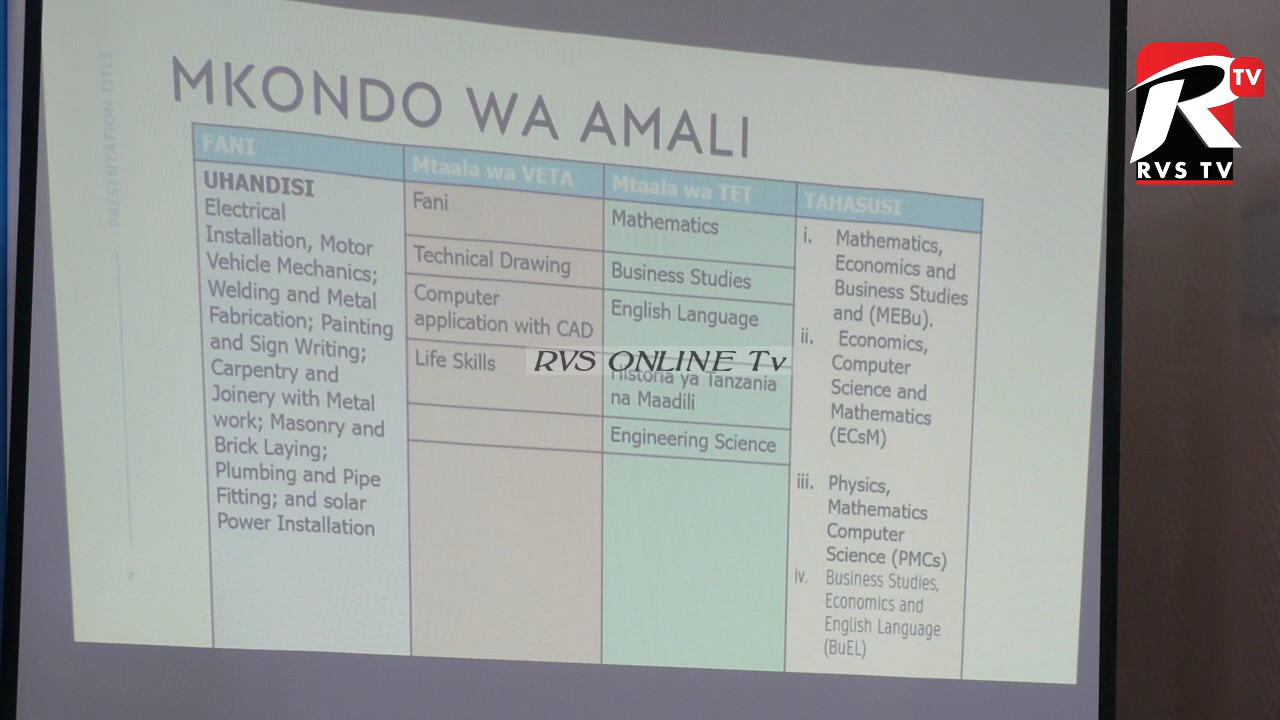 PRESENTATION TITLE
MKONDO WA AMALI
FANI
UHANDISI
Electrical
Installation, Motor
Vehicle Mechanics;
Welding and Metal
Fabrication; Painting
and Sign Writing;
Carpentry and
Joinery with Metal
work; Masonry and
Brick Laying;
Plumbing and Pipe
Fitting; and solar
Power Installation
Mtaala wa VETA
Fani
Technical Drawing
Computer
application with CAD
Life Skills
Mtaala wa TET
Mathematics
Business Studies
English Language
Historia ya Tanzania
na Maadili
Engineering Science
TAHASUSI
i. Mathematics,
Economics and
Business Studies
and (MEBu).
ii. Economics,
Computer
Science and
Mathematics
(ECsM)
iii. Physics,
Mathematics
Computer
Science (PMCs)
iv. Business Studies,
Economics and
English Language
(BuEL)
7
RVS ONLINE Tv
R TV
RVS TV